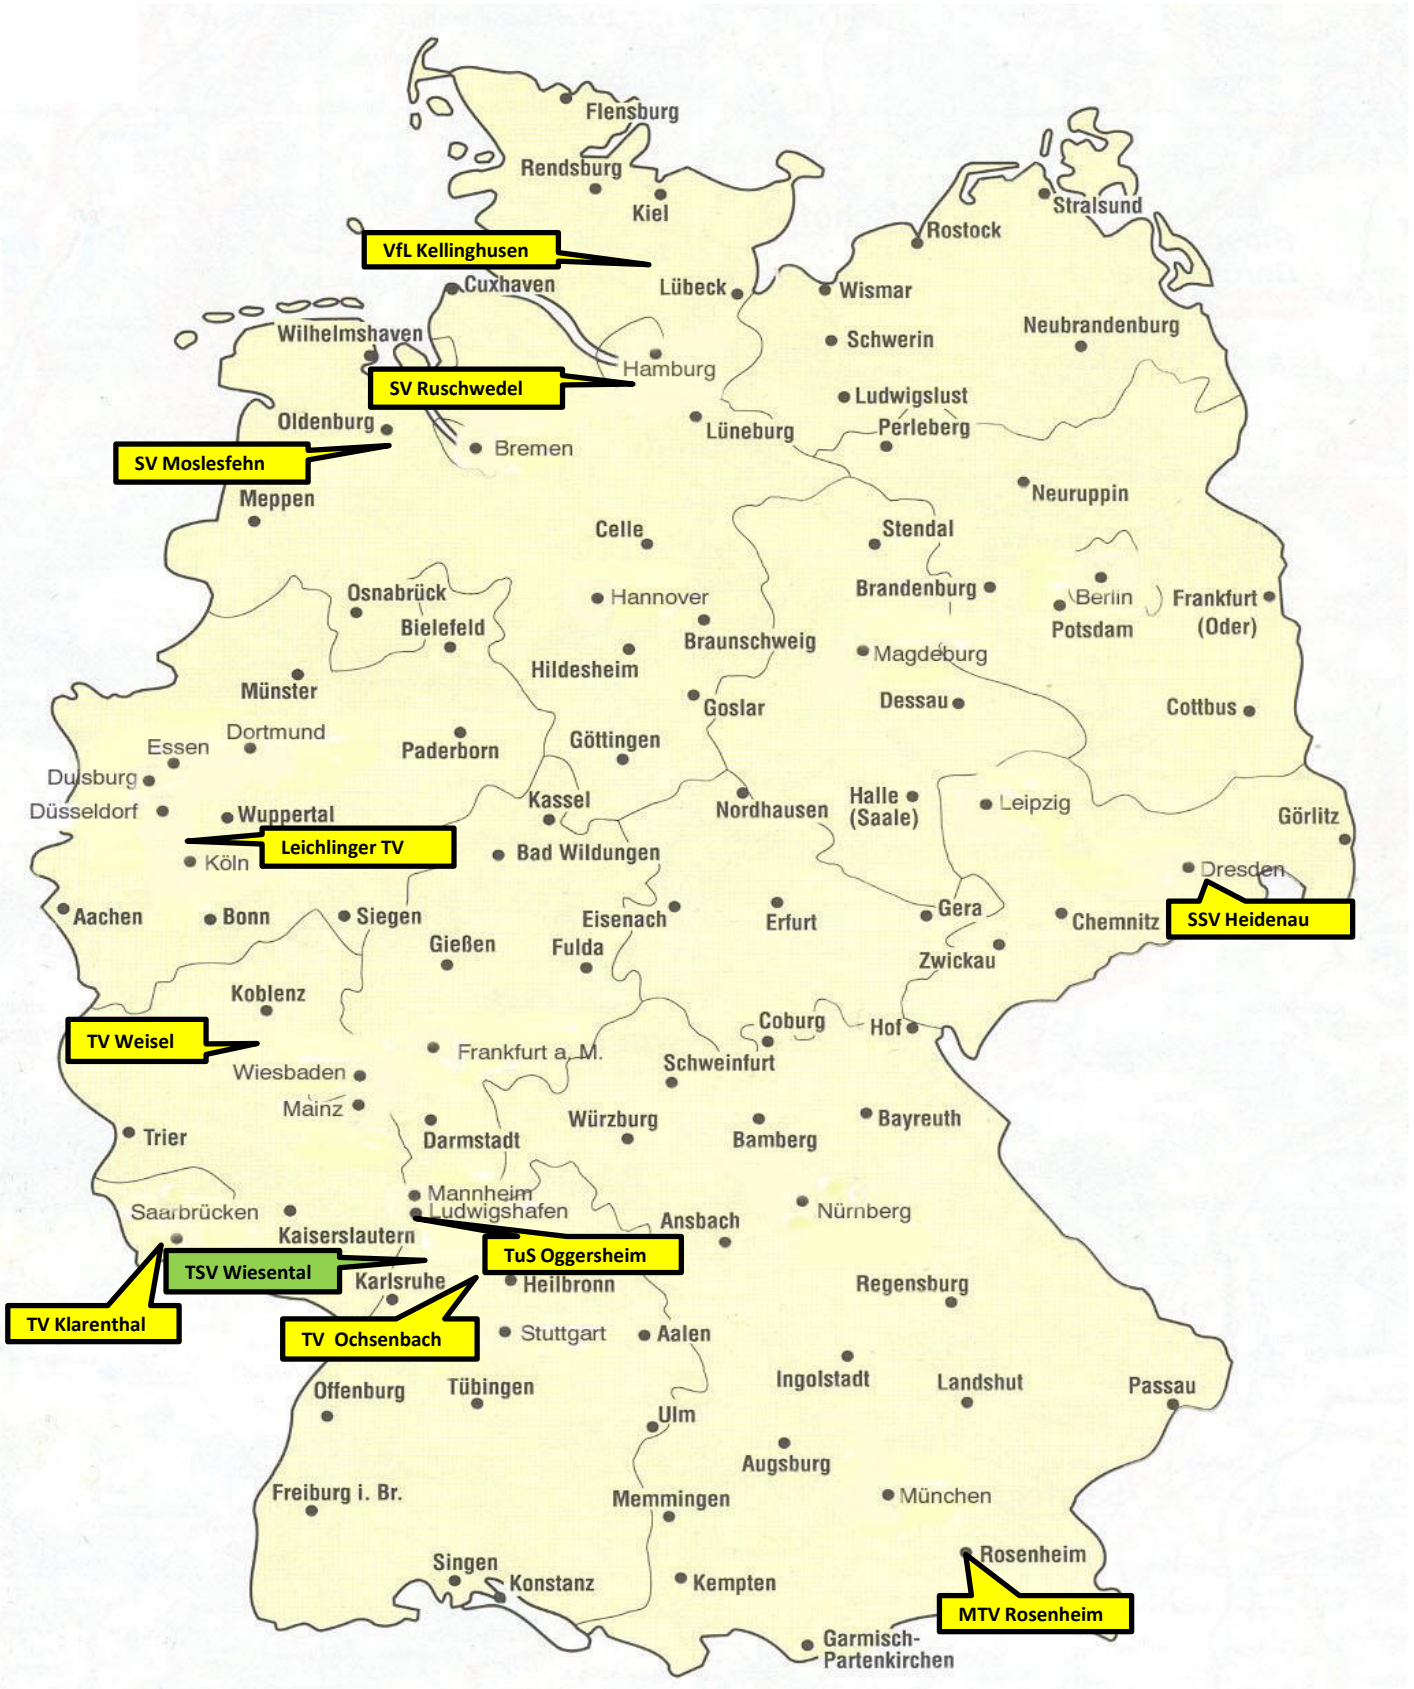 Flensburg
Rendsburg
Kiel
Stralsund
Rostock
VfL Kellinghusen
Cuxhaven
Lübeck
Wismar
Wilhelmshaven
Neubrandenburg
Schwerin
Hamburg
SV Ruschwedel
Ludwigslust
Oldenburg
Lüneburg
Perleberg
Bremen
SV Moslesfehn
Meppen
Neuruppin
Celle
Stendal
Osnabrück
Hannover
Brandenburg
Berlin
Frankfurt
(Oder)
Bielefeld
Braunschweig
Potsdam
Hildesheim
Magdeburg
Münster
Goslar
Dessau
Cottbus
Dortmund
Essen
Paderborn
Göttingen
Duisburg
Düsseldorf
Wuppertal
Kassel
Nordhausen
Halle
(Saale)
Leipzig
Görlitz
Leichlinger TV
Köln
Bad Wildungen
Dresden
Aachen
Bonn
Siegen
Eisenach
Erfurt
Gera
Chemnitz
SSV Heidenau
Gießen
Fulda
Zwickau
Koblenz
Coburg
Hof
TV Weisel
Frankfurt a. M.
Schweinfurt
Wiesbaden
Mainz
Trier
Darmstadt
Würzburg
Bamberg
Bayreuth
Mannheim
Ludwigshafen
Saarbrücken
Kaiserslautern
Ansbach
Nürnberg
TuS Oggersheim
TSV Wiesental
Karlsruhe
Heilbronn
Regensburg
TV Klarenthal
TV Ochsenbach
Stuttgart
Aalen
Offenburg
Tübingen
Ingolstadt
Landshut
Passau
Ulm
Augsburg
Freiburg i. Br.
Memmingen
München
Singen
Konstanz
Kempten
Rosenheim
MTV Rosenheim
Garmisch-
Partenkirchen